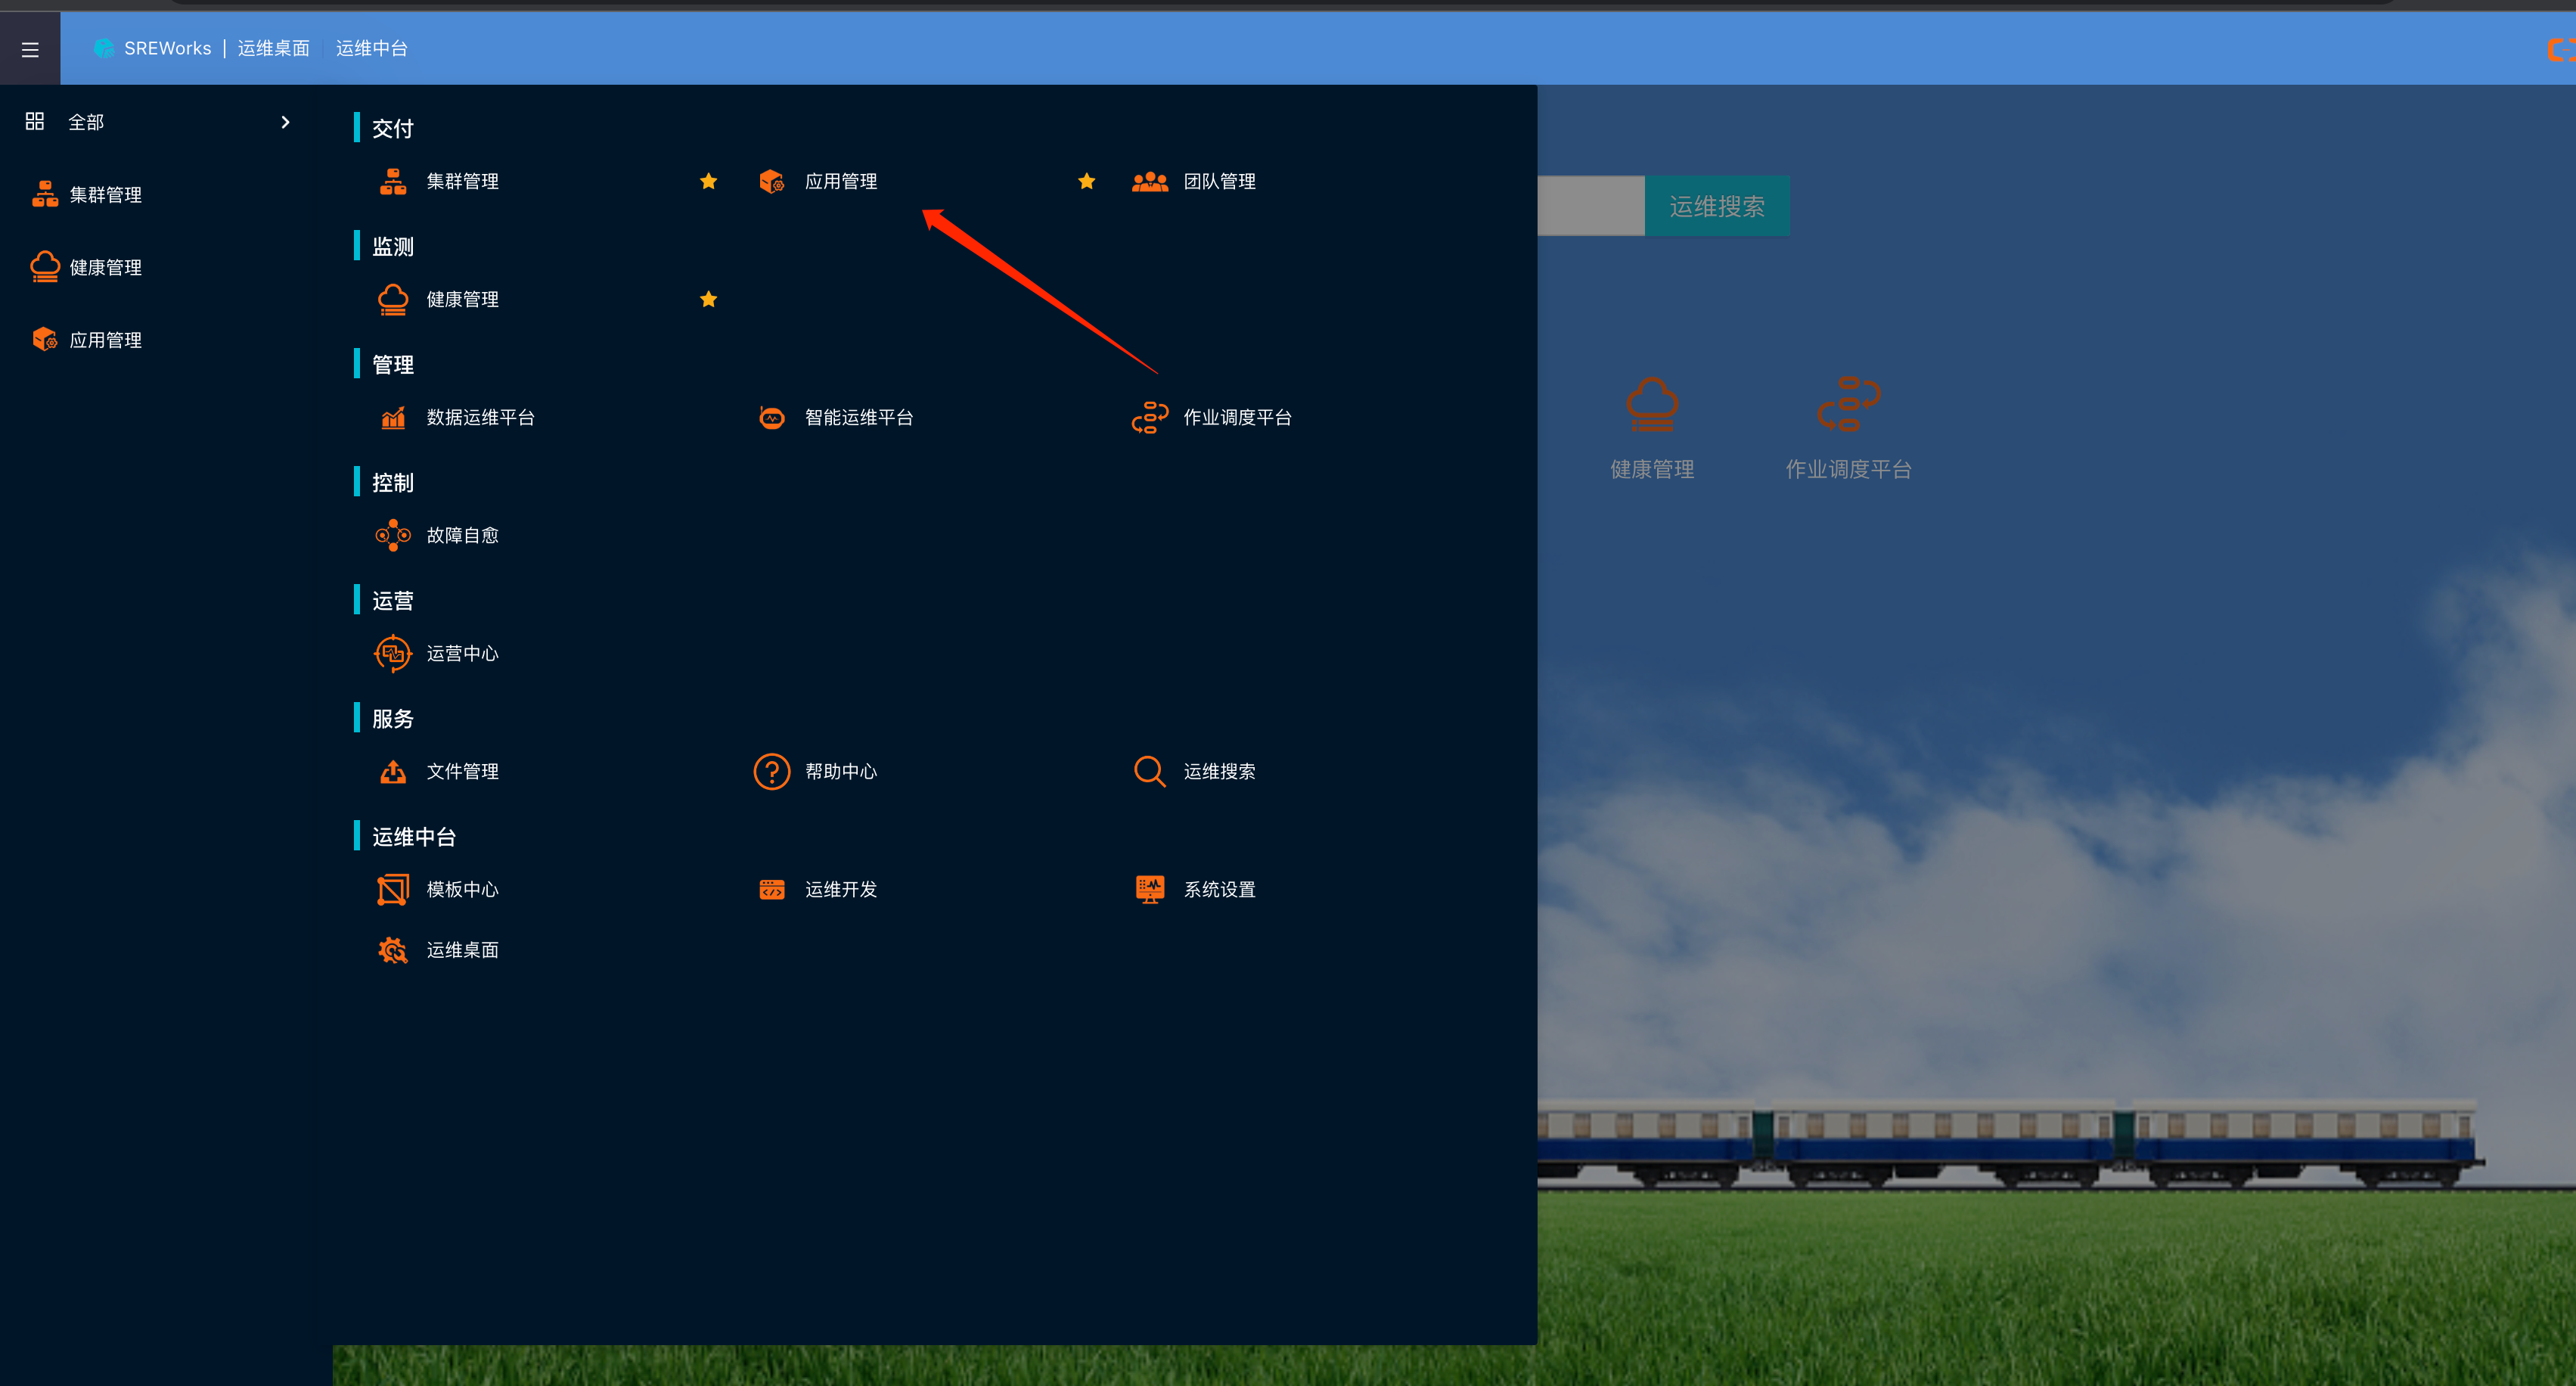 SREWorks | 运维桌面 运维中台
全部
集群管理
健康管理
应用管理
交付
集群管理 应用管理 团队管理
监测
健康管理
管理
数据运维平台 智能运维平台 作业调度平台
控制
故障自愈
运营
运营中心
服务
文件管理 帮助中心 运维搜索
运维中台
模板中心 运维开发 系统设置
运维桌面
运维搜索
健康管理 作业调度平台